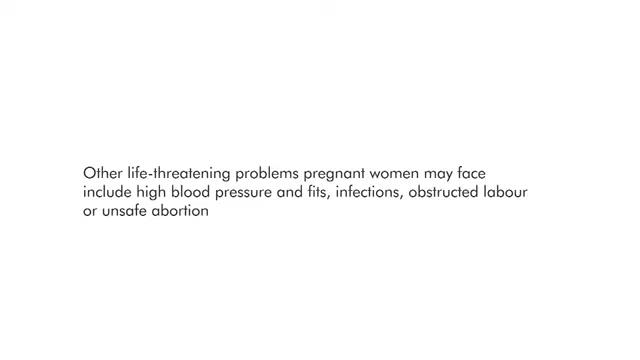 Other life-threatening problems pregnant women may face
include high blood pressure and fits, infections, obstructed labour
or unsafe abortion